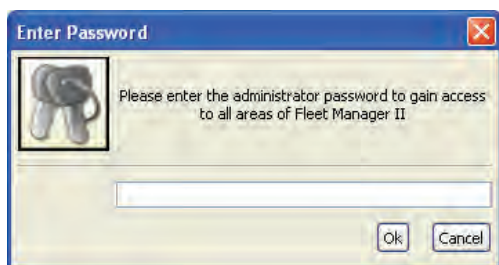 Enter Password
Please enter the administrator password to gain access
to all areas of Fleet Manager II
Ok Cancel